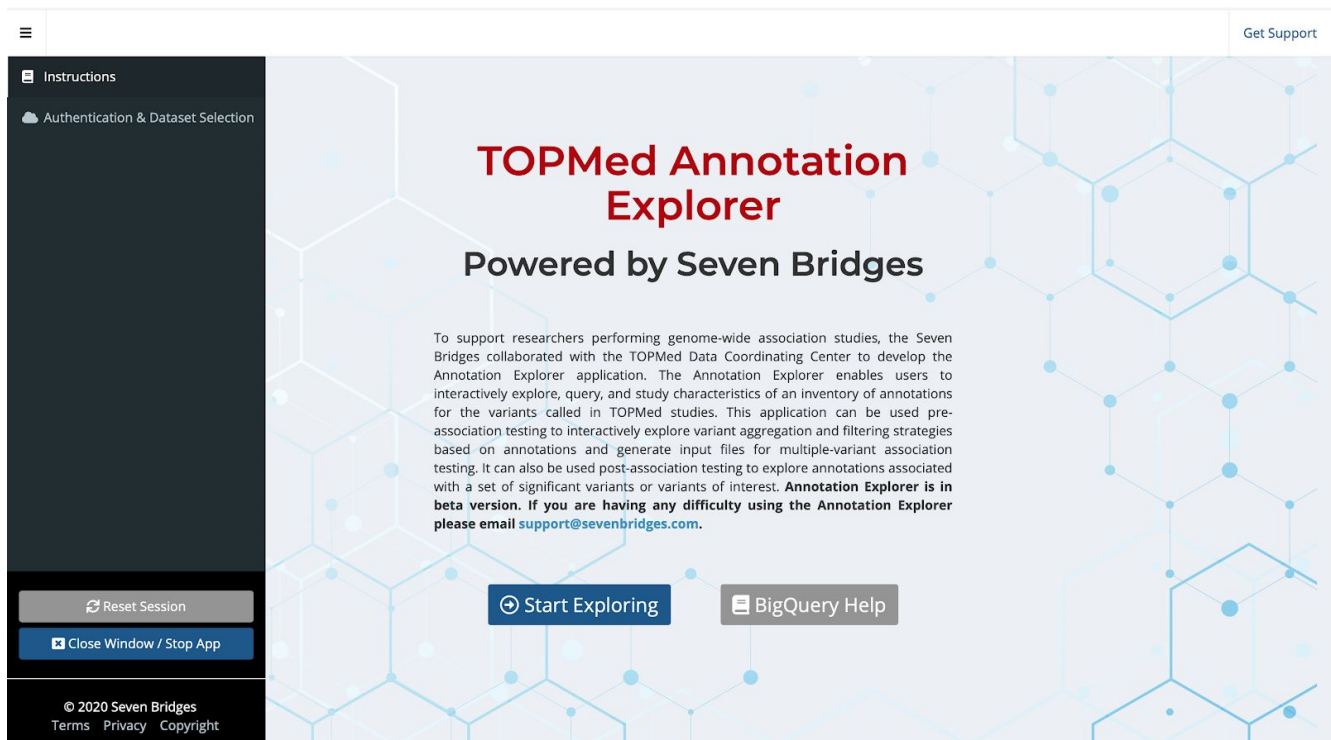 Get Support
Instructions
Authentication & Dataset Selection
TOPMed Annotation
Explorer
Powered by Seven Bridges
To support researchers performing genome-wide association studies, the Seven
Bridges collaborated with the TOPMed Data Coordinating Center to develop the
Annotation Explorer application. The Annotation Explorer enables users to
interactively explore, query, and study characteristics of an inventory of annotations
for the variants called in TOPMed studies. This application can be used pre-
association testing to interactively explore variant aggregation and filtering strategies
based on annotations and generate input files for multiple-variant association
testing. It can also be used post-association testing to explore annotations associated
with a set of significant variants or variants of interest. Annotation Explorer is in
beta version. If you are having any difficulty using the Annotation Explorer
please email support@sevenbridges.com.
Start Exploring
BigQuery Help
Reset Session
Close Window / Stop App
© 2020 Seven Bridges
Terms Privacy Copyright